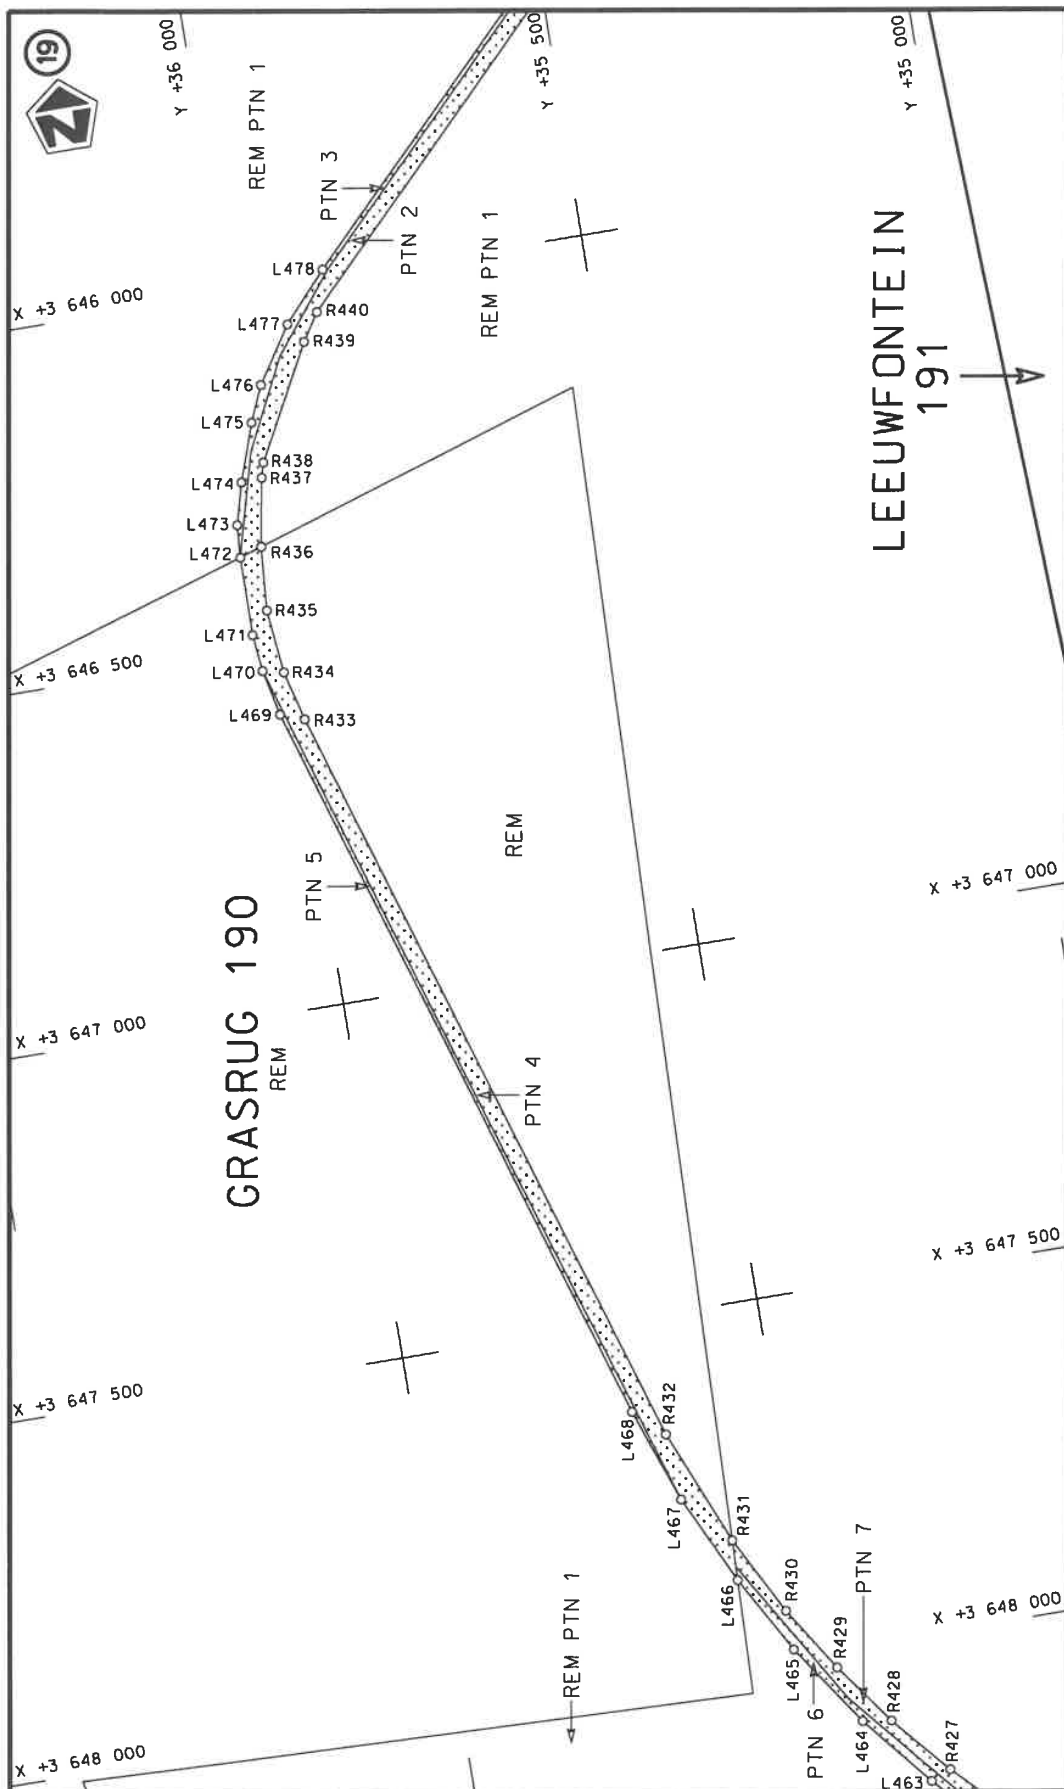 19
N
Y +36 000
Y +35 500
Y +35 000
REM PTN 1
PTN 3
PTN 2
REM PTN 1
X +3 646 000
L478
L477
R440
R439
L476
L475
R438
R437
L474
L473
L472
R436
R435
L471
L470
R434
L469
R433
LEEUWFONTEIN
191
X +3 646 500
REM
PTN 5
GRASRUG 190
REM
X +3 647 000
X +3 647 000
PTN 4
X +3 647 500
X +3 647 500
L468
R432
L467
R431
L466
R430
L465
R429
PTN 7
L464
R428
PTN 6
R427
L463
REM PTN 1
X +3 648 000
X +3 648 000